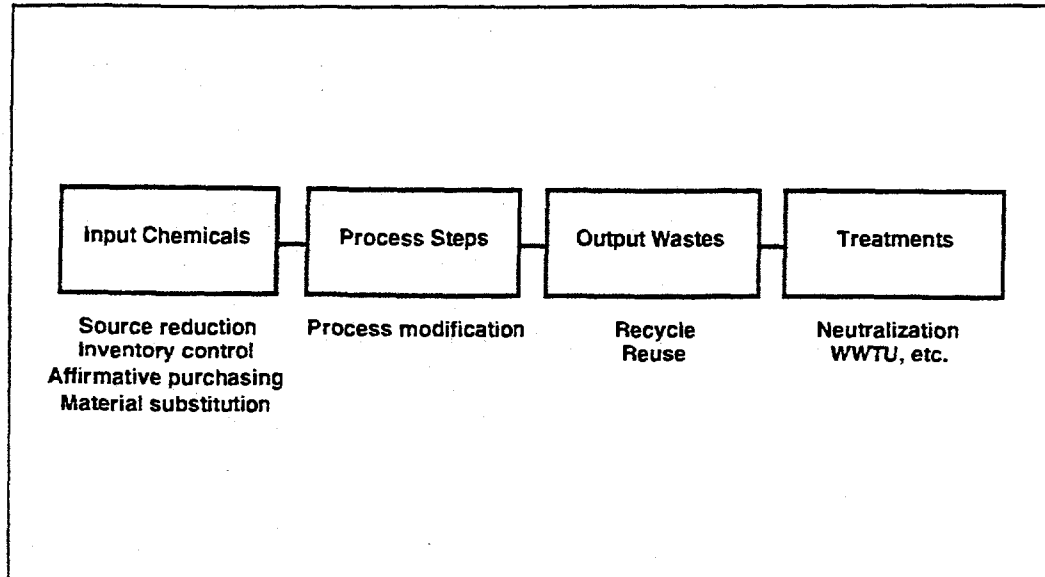 Input Chemicals
Process Steps
Output Wastes
Treatments
Source reduction
Inventory control
Affirmative purchasing
Material substitution
Process modification
Recycle
Reuse
Neutralization
WWTU, etc.